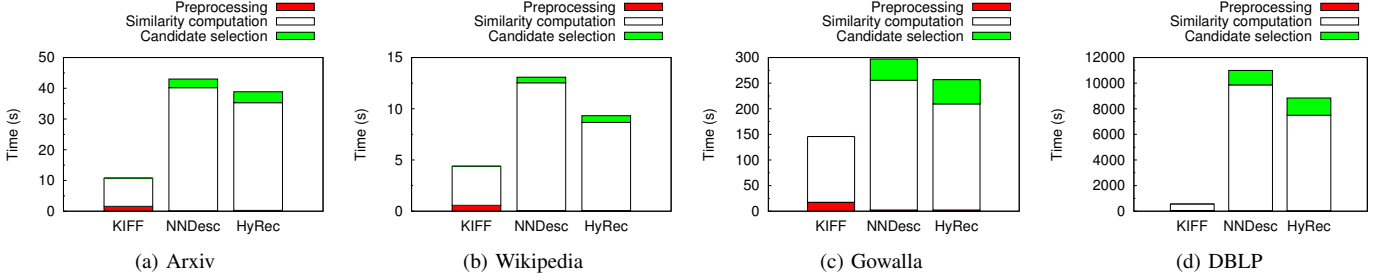 Preprocessing
Similarity computation
Candidate selection
50
40
30
20
10
0
Time (s)
KIFF NNDesc HyRec
(a) Arxiv
Preprocessing
Similarity computation
Candidate selection
15
10
5
0
Time (s)
KIFF NNDesc HyRec
(b) Wikipedia
Preprocessing
Similarity computation
Candidate selection
300
250
200
150
100
50
0
Time (s)
KIFF NNDesc HyRec
(c) Gowalla
Preprocessing
Similarity computation
Candidate selection
12000
10000
8000
6000
4000
2000
0
Time (s)
KIFF NNDesc HyRec
(d) DBLP